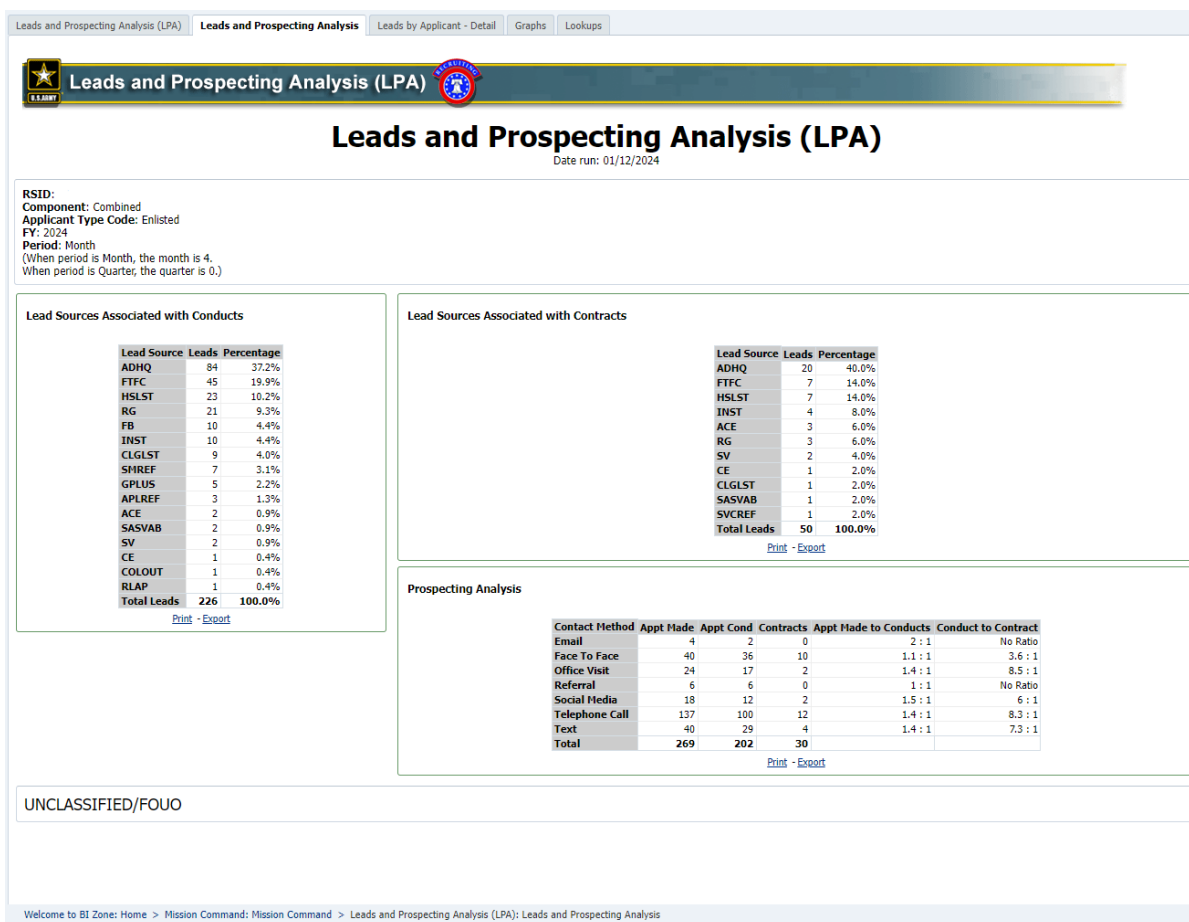 Leads and Prospecting Analysis (LPA) Leads and Prospecting Analysis Leads by Applicant - Detail Graphs Lookups
U.S.ARMY
Leads and Prospecting Analysis (LPA)
RECRUITING
Leads and Prospecting Analysis (LPA)
Date run: 01/12/2024
RSID:
Component: Combined
Applicant Type Code: Enlisted
FY: 2024
Period: Month
(When period is Month, the month is 4.
When period is Quarter, the quarter is 0.)
Lead Sources Associated with Conducts
Lead Source Leads Percentage
ADHQ 84 37.2%
FTFC 45 19.9%
HSLST 23 10.2%
RG 21 9.3%
FB 10 4.4%
INST 10 4.4%
CLGLST 9 4.0%
SMREF 7 3.1%
GPLUS 5 2.2%
APLREF 3 1.3%
ACE 2 0.9%
SASVAB 2 0.9%
SV 2 0.9%
CE 1 0.4%
COLOUT 1 0.4%
RLAP 1 0.4%
Total Leads 226 100.0%
Print - Export
Lead Sources Associated with Contracts
Lead Source Leads Percentage
ADHQ 20 40.0%
FTFC 7 14.0%
HSLST 7 14.0%
INST 4 8.0%
ACE 3 6.0%
RG 3 6.0%
SV 2 4.0%
CE 1 2.0%
CLGLST 1 2.0%
SASVAB 1 2.0%
SVCREF 1 2.0%
Total Leads 50 100.0%
Print - Export
Prospecting Analysis
Contact Method Appt Made Appt Cond Contracts Appt Made to Conducts Conduct to Contract
Email 4 2 0 2 : 1 No Ratio
Face To Face 40 36 10 1.1 : 1 3.6 : 1
Office Visit 24 17 2 1.4 : 1 8.5 : 1
Referral 6 6 0 1 : 1 No Ratio
Social Media 18 12 2 1.5 : 1 6 : 1
Telephone Call 137 100 12 1.4 : 1 8.3 : 1
Text 40 29 4 1.4 : 1 7.3 : 1
Total 269 202 30
Print - Export
UNCLASSIFIED/FOUO
Welcome to BI Zone: Home > Mission Command: Mission Command > Leads and Prospecting Analysis (LPA): Leads and Prospecting Analysis